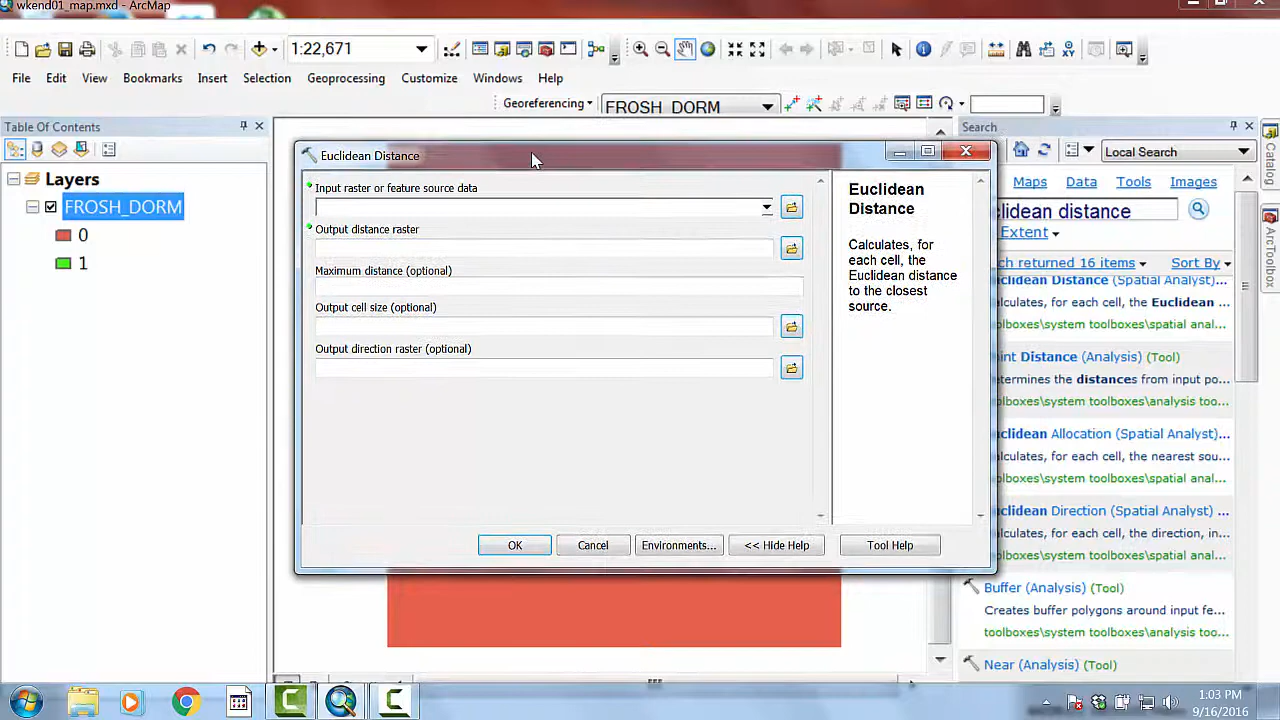 wkend01_map.mxd - ArcMap
1:22,671
File Edit View Bookmarks Insert Selection Geoprocessing Customize Windows Help
Georeferencing
FROSH_DORM
Table Of Contents
Layers
FROSH_DORM
0
1
Euclidean Distance
Input raster or feature source data
Output distance raster
Maximum distance (optional)
Output cell size (optional)
Output direction raster (optional)
OK
Cancel
Environments...
<< Hide Help
Tool Help
Euclidean
Distance
Calculates, for
each cell, the
Euclidean distance
to the closest
source.
Search
Local Search
Maps Data Tools Images
lidean distance
Extent
ch returned 16 items Sort By
clidean Distance (Spatial Analyst)...
lculates, for each cell, the Euclidean ...
olboxes\system toolboxes\spatial anal...
int Distance (Analysis) (Tool)
etermines the distances from input po...
olboxes\system toolboxes\analysis too...
clidean Allocation (Spatial Analyst)...
lculates, for each cell, the nearest sou...
olboxes\system toolboxes\spatial anal...
clidean Direction (Spatial Analyst) ...
lculates, for each cell, the direction, in...
olboxes\system toolboxes\spatial anal...
Buffer (Analysis) (Tool)
Creates buffer polygons around input fe...
toolboxes\system toolboxes\analysis too...
Near (Analysis) (Tool)
Catalog
ArcToolbox
1:03 PM
9/16/2016